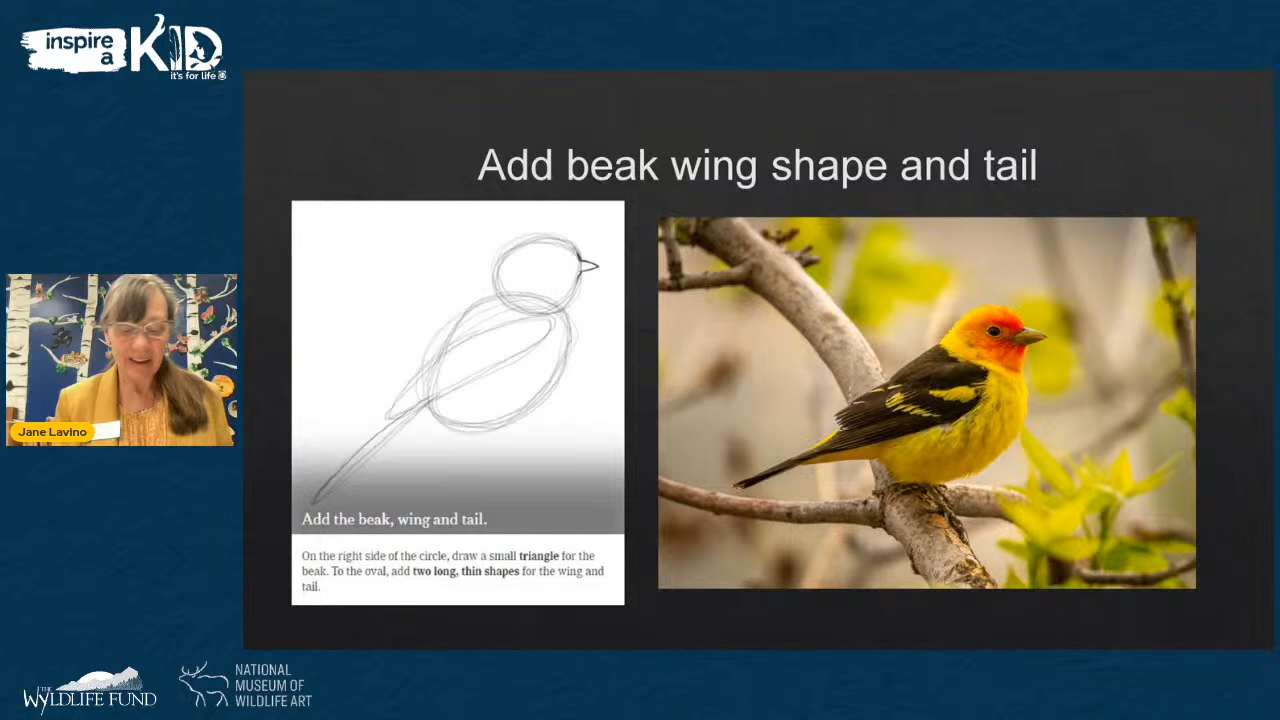 inspire
a
KID
it's for life
Add beak wing shape and tail
Add the beak, wing and tail.
On the right side of the circle, draw a small triangle for the
beak. To the oval, add two long, thin shapes for the wing and
tail.
Jane Lavino
THE
WYLDLIFE FUND
NATIONAL
MUSEUM OF
WILDLIFE ART